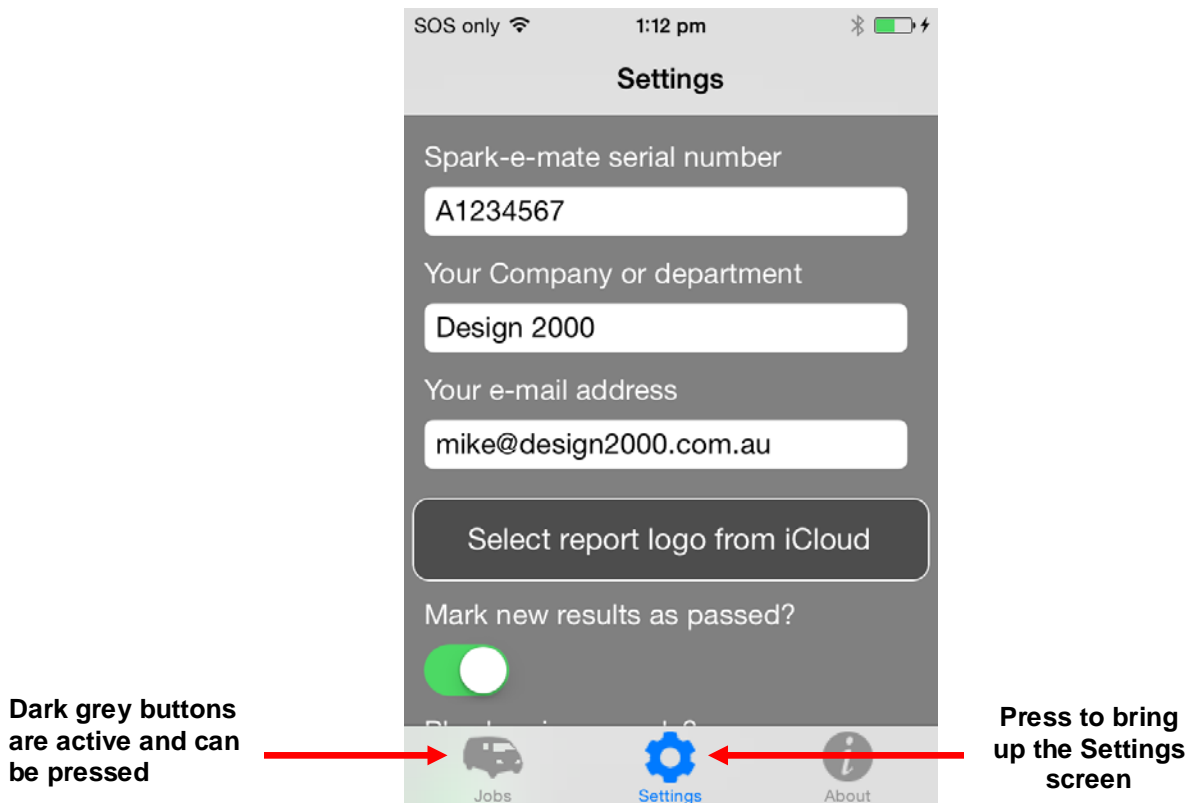 SOS only 1:12 pm
Settings
Spark-e-mate serial number
A1234567
Your Company or department
Design 2000
Your e-mail address
mike@design2000.com.au
Select report logo from iCloud
Mark new results as passed?
Dark grey buttons
are active and can
be pressed
Press to bring
up the Settings
screen
Jobs Settings About